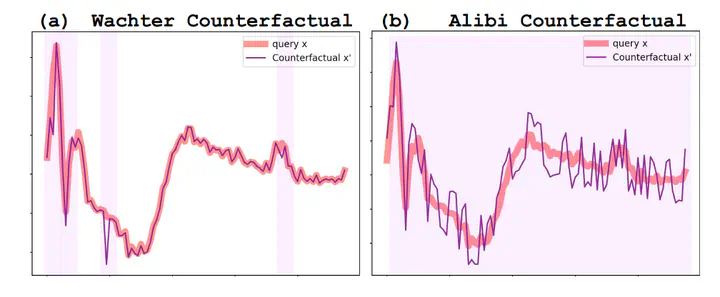 (a) Wachter Counterfactual
query x
Counterfactual x'
(b) Alibi Counterfactual
query x
Counterfactual x'